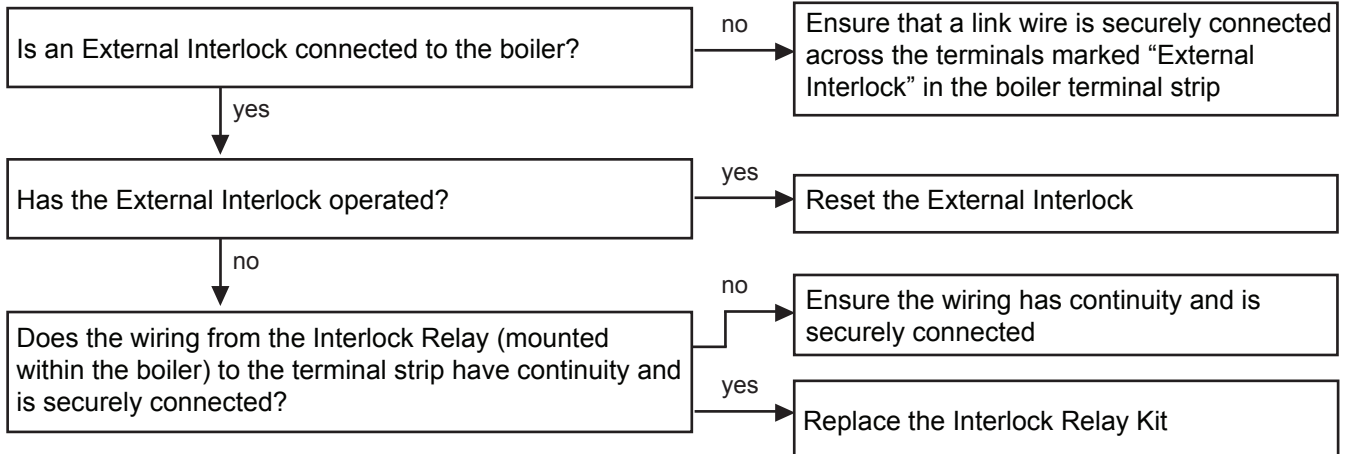 Is an External Interlock connected to the boiler?
no
Ensure that a link wire is securely connected
across the terminals marked “External
Interlock” in the boiler terminal strip
yes
Has the External Interlock operated?
yes
Reset the External Interlock
no
Does the wiring from the Interlock Relay (mounted
within the boiler) to the terminal strip have continuity and
is securely connected?
no
Ensure the wiring has continuity and is
securely connected
yes
Replace the Interlock Relay Kit